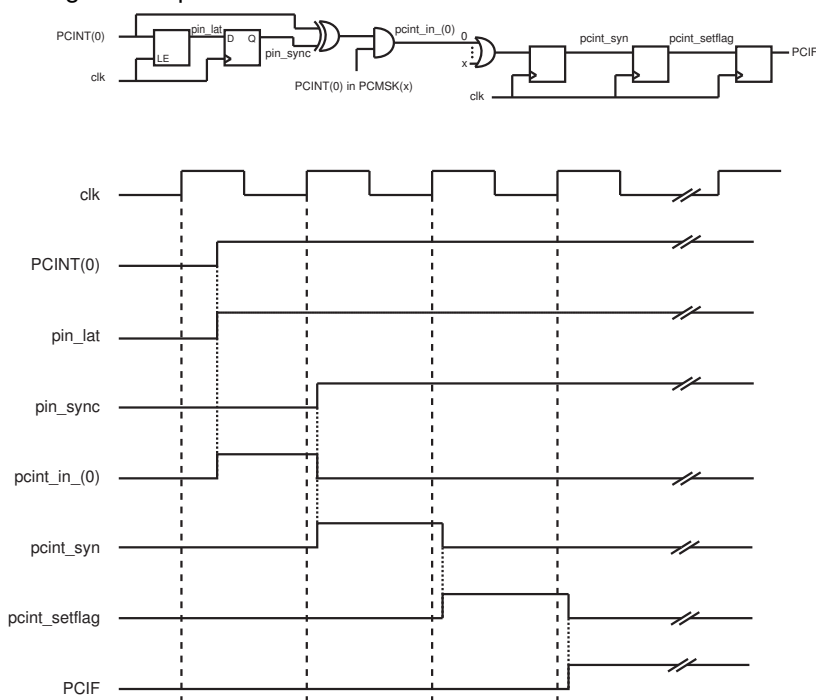 PCINT(0)
LE
pin_lat
D Q
pin_sync
clk
PCINT(0) in PCMSK(x)
pcint_in_(0)
0
x
clk
pcint_syn
pcint_setflag
PCIF
clk
PCINT(0)
pin_lat
pin_sync
pcint_in_(0)
pcint_syn
pcint_setflag
PCIF